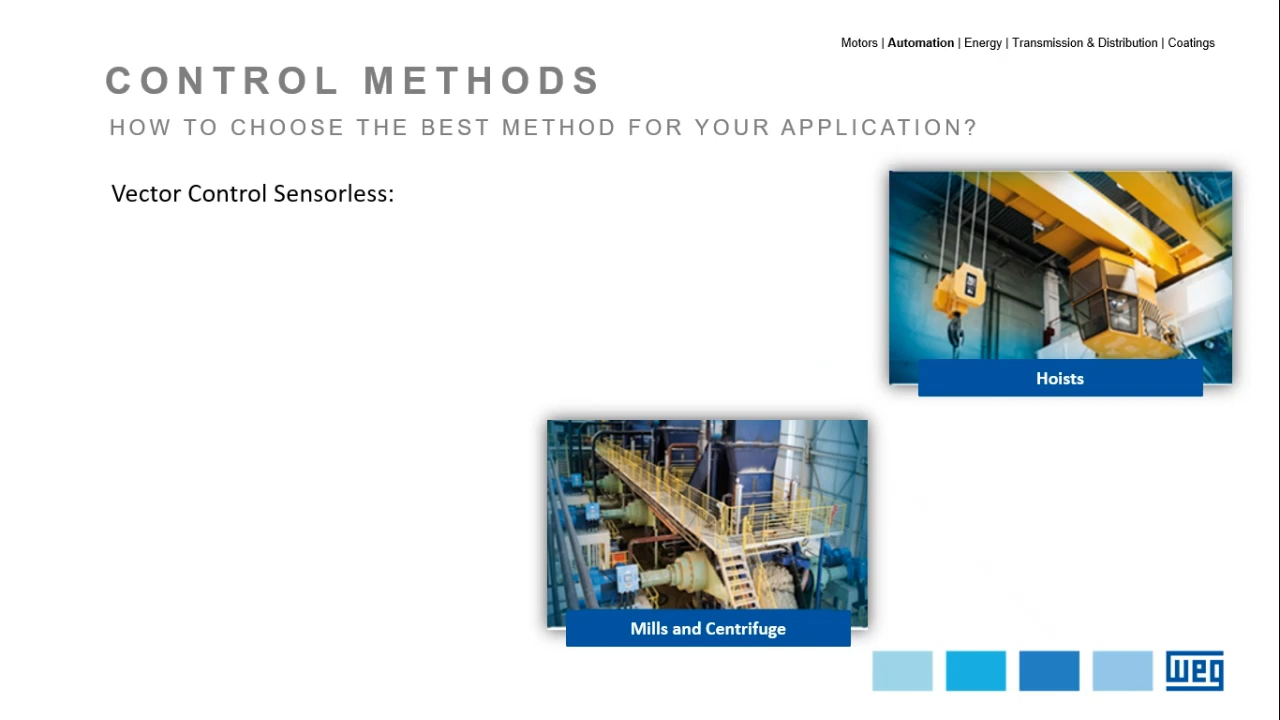 Motors | Automation | Energy | Transmission & Distribution | Coatings
CONTROL METHODS
HOW TO CHOOSE THE BEST METHOD FOR YOUR APPLICATION?
Vector Control Sensorless:
Hoists
Mills and Centrifuge
weg